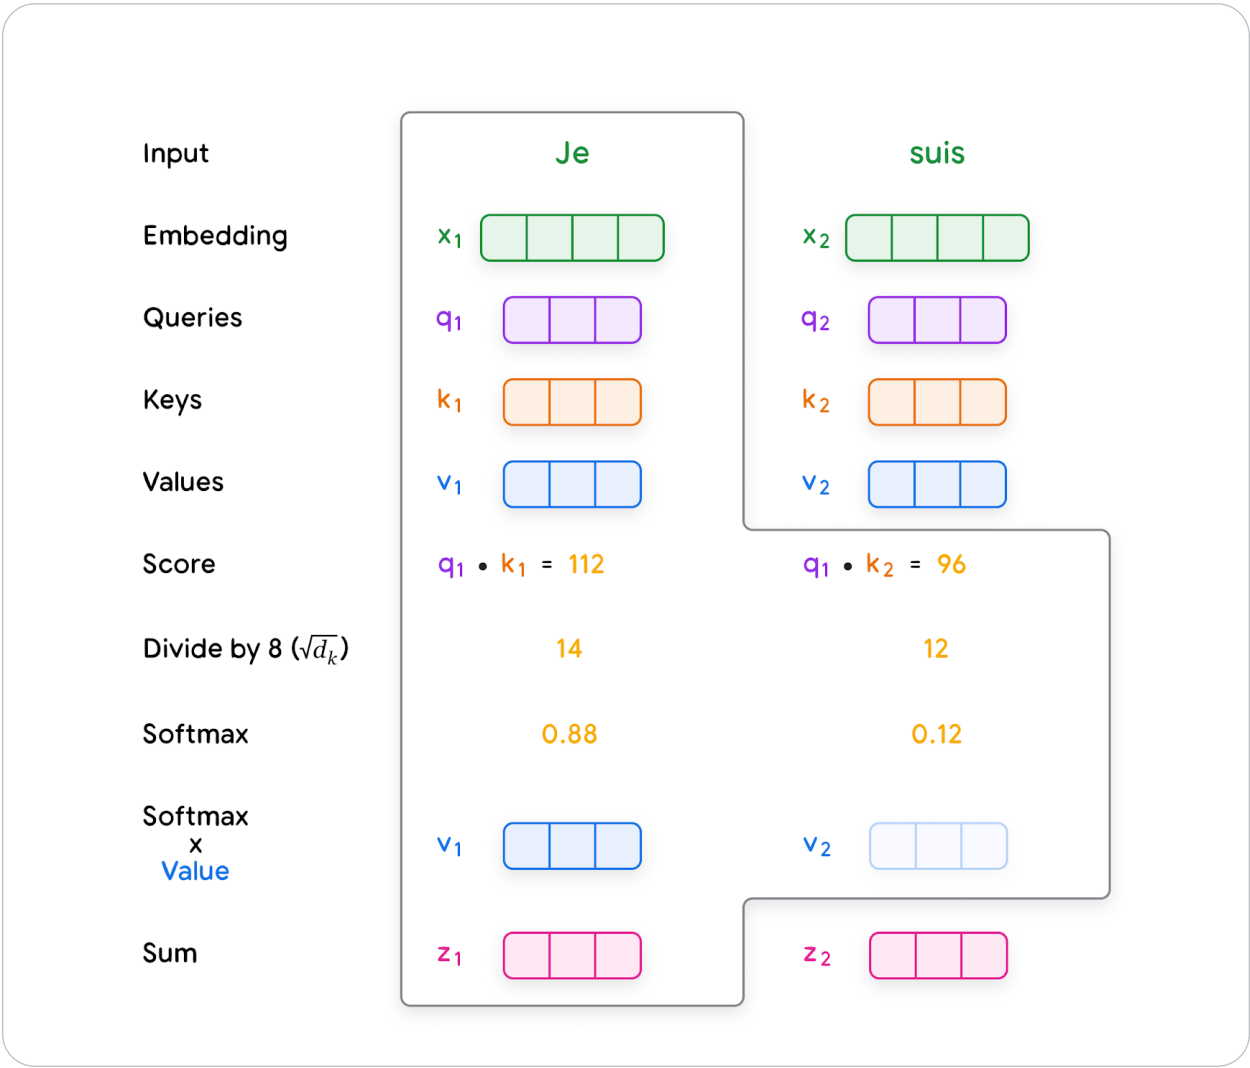 Input Je suis
Embedding x1 x2
Queries q1 q2
Keys k1 k2
Values v1 v2
Score q1 • k1 = 112 q1 • k2 = 96
Divide by 8 (√dk) 14 12
Softmax 0.88 0.12
Softmax
x
Value v1 v2
Sum z1 z2